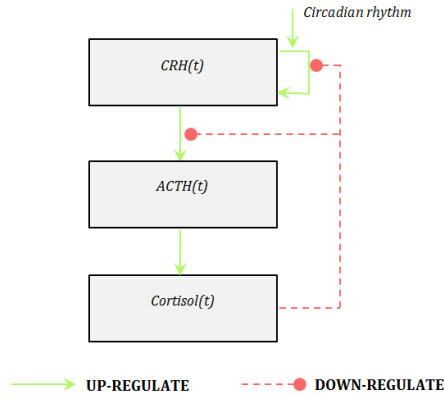 Circadian rhythm
CRH(t)
ACTH(t)
Cortisol(t)
UP-REGULATE
DOWN-REGULATE